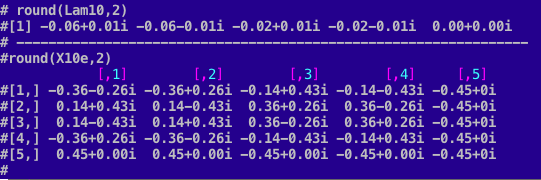 # round(Lam10,2)
#[1] -0.06+0.01i -0.06-0.01i -0.02+0.01i -0.02-0.01i  0.00+0.00i
# ----------------------------------------------------------------
#round(X10e,2)
            [,1]        [,2]        [,3]        [,4]     [,5]
#[1,] -0.36-0.26i -0.36+0.26i -0.14+0.43i -0.14-0.43i -0.45+0i
#[2,]  0.14+0.43i  0.14-0.43i  0.36+0.26i  0.36-0.26i -0.45+0i
#[3,]  0.14-0.43i  0.14+0.43i  0.36-0.26i  0.36+0.26i -0.45+0i
#[4,] -0.36+0.26i -0.36-0.26i -0.14-0.43i -0.14+0.43i -0.45+0i
#[5,]  0.45+0.00i  0.45+0.00i -0.45+0.00i -0.45+0.00i -0.45+0i
#